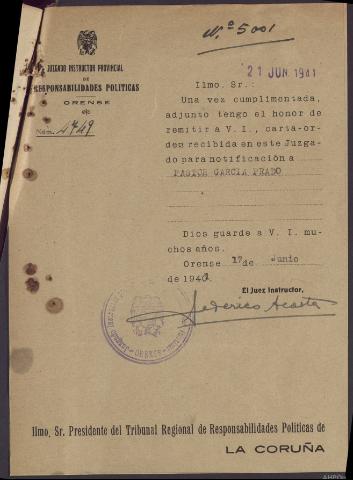 N.º 5001
JUZGADO INSTRUCTOR PROVINCIAL
DE
RESPONSABILIDADES POLITICAS
ORENSE
Núm. 4749
21 JUN. 1941
Ilmo. Sr.:
Una vez cumplimentada,
adjunto tengo el honor de
remitir a V. I., carta-or-
den recibida en este Juzga-
do para notificación a
PASTOR GARCIA PRADO
Dios guarde a V. I. mu-
chos años.
Orense 17 de Junio
de 1941.
El Juez Instructor,
Federico Acosta
ORENSE
Ilmo. Sr. Presidente del Tribunal Regional de Responsabilidades Politicas de
LA CORUÑA